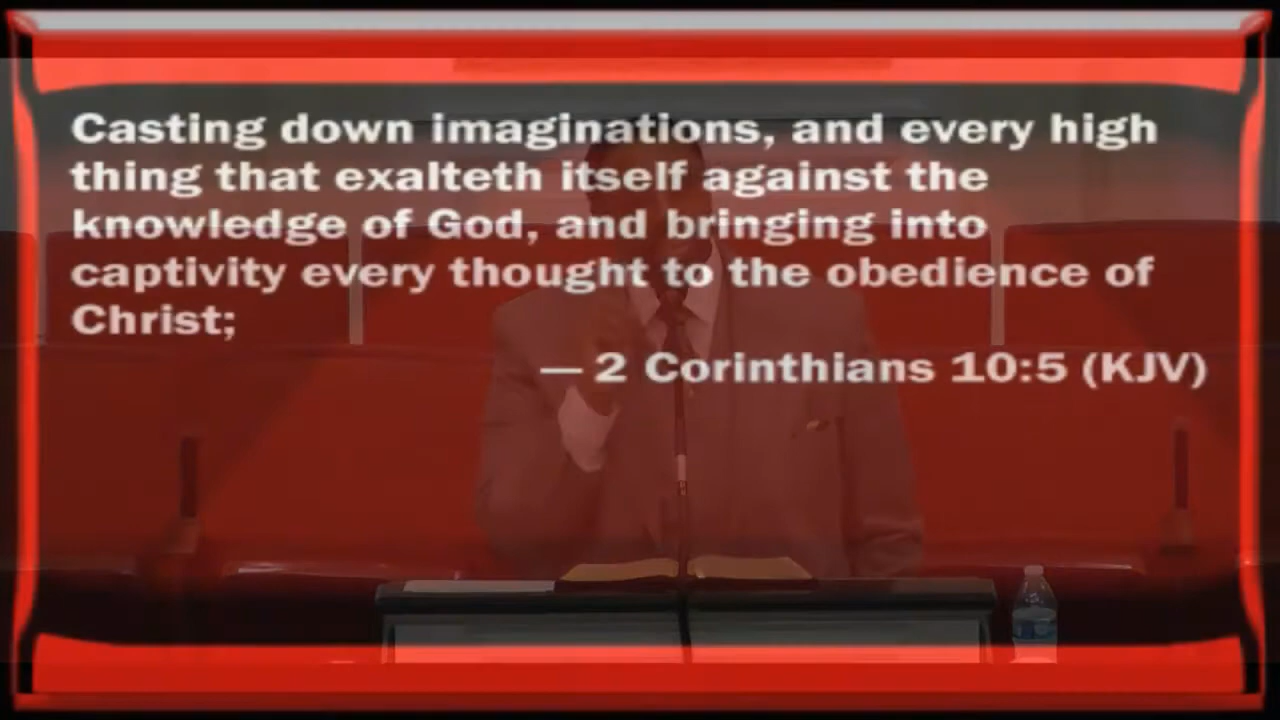 Casting down imaginations, and every high
thing that exalteth itself against the
knowledge of God, and bringing into
captivity every thought to the obedience of
Christ;
— 2 Corinthians 10:5 (KJV)